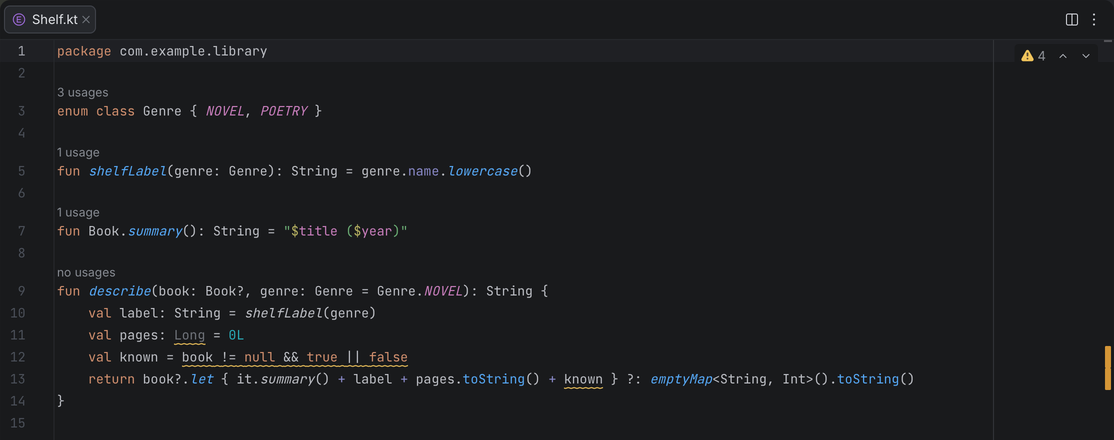 Shelf.kt
4
1 package com.example.library
2
3 usages
3 enum class Genre { NOVEL, POETRY }
4
1 usage
5 fun shelfLabel(genre: Genre): String = genre.name.lowercase()
6
1 usage
7 fun Book.summary(): String = "$title ($year)"
8
no usages
9 fun describe(book: Book?, genre: Genre = Genre.NOVEL): String {
10     val label: String = shelfLabel(genre)
11     val pages: Long = 0L
12     val known = book != null && true || false
13     return book?.let { it.summary() + label + pages.toString() + known } ?: emptyMap<String, Int>().toString()
14 }
15